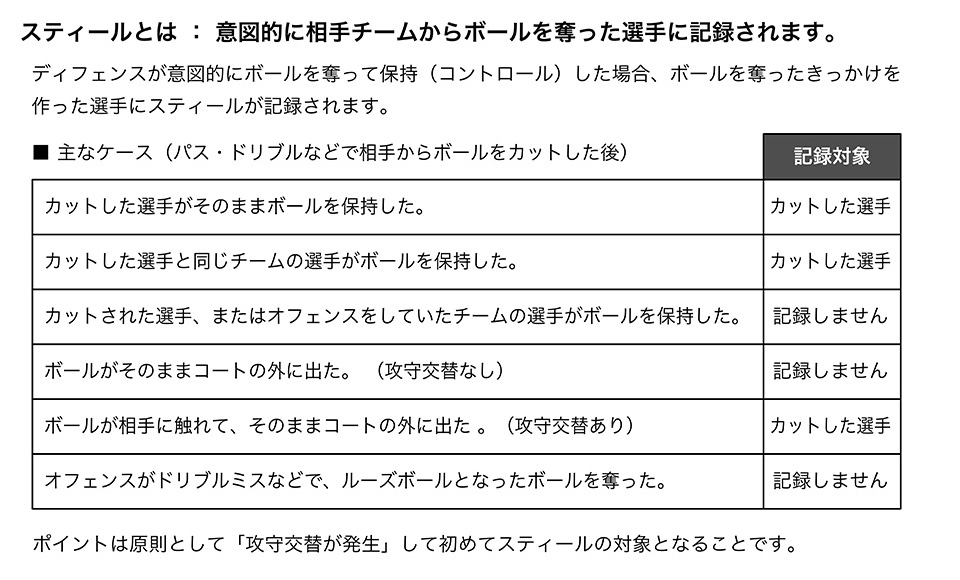 スティールとは ： 意図的に相手チームからボールを奪った選手に記録されます。
ディフェンスが意図的にボールを奪って保持（コントロール）した場合、ボールを奪ったきっかけを
作った選手にスティールが記録されます。
■ 主なケース（パス・ドリブルなどで相手からボールをカットした後） 記録対象
カットした選手がそのままボールを保持した。 カットした選手
カットした選手と同じチームの選手がボールを保持した。 カットした選手
カットされた選手、またはオフェンスをしていたチームの選手がボールを保持した。 記録しません
ボールがそのままコートの外に出た。 （攻守交替なし） 記録しません
ボールが相手に触れて、そのままコートの外に出た 。（攻守交替あり） カットした選手
オフェンスがドリブルミスなどで、ルーズボールとなったボールを奪った。 記録しません
ポイントは原則として「攻守交替が発生」して初めてスティールの対象となることです。